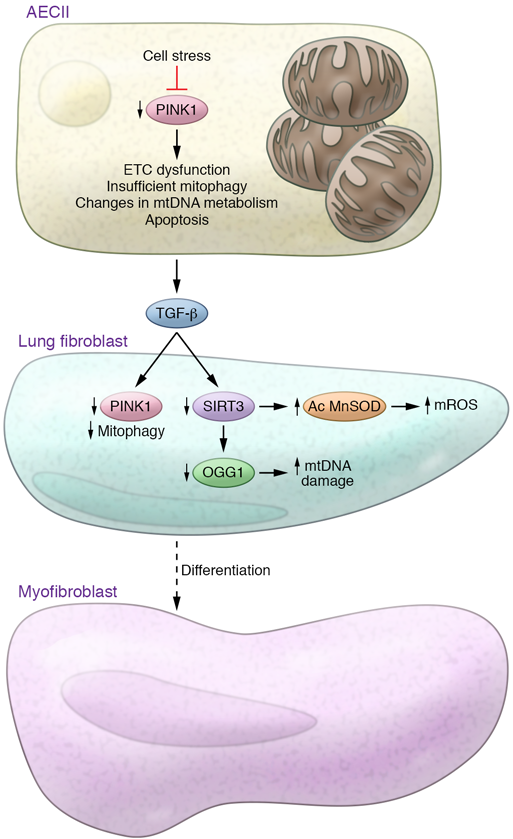 AECII
Cell stress
PINK1
ETC dysfunction
Insufficient mitophagy
Changes in mtDNA metabolism
Apoptosis
TGF-β
Lung fibroblast
PINK1
Mitophagy
SIRT3
Ac MnSOD
mROS
OGG1
mtDNA
damage
Differentiation
Myofibroblast